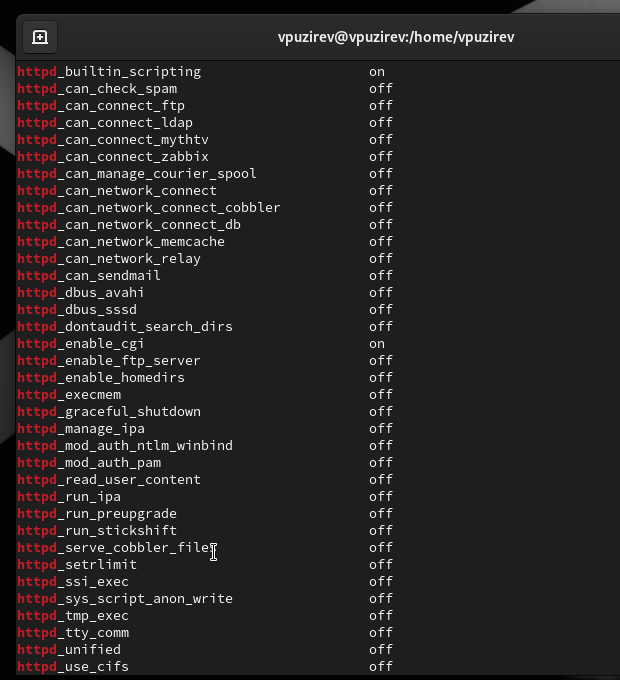 vpuzirev@vpuzirev:/home/vpuzirev
httpd_builtin_scripting on
httpd_can_check_spam off
httpd_can_connect_ftp off
httpd_can_connect_ldap off
httpd_can_connect_mythtv off
httpd_can_connect_zabbix off
httpd_can_manage_courier_spool off
httpd_can_network_connect off
httpd_can_network_connect_cobbler off
httpd_can_network_connect_db off
httpd_can_network_memcache off
httpd_can_network_relay off
httpd_can_sendmail off
httpd_dbus_avahi off
httpd_dbus_sssd off
httpd_dontaudit_search_dirs off
httpd_enable_cgi on
httpd_enable_ftp_server off
httpd_enable_homedirs off
httpd_execmem off
httpd_graceful_shutdown off
httpd_manage_ipa off
httpd_mod_auth_ntlm_winbind off
httpd_mod_auth_pam off
httpd_read_user_content off
httpd_run_ipa off
httpd_run_preupgrade off
httpd_run_stickshift off
httpd_serve_cobbler_files off
httpd_setrlimit off
httpd_ssi_exec off
httpd_sys_script_anon_write off
httpd_tmp_exec off
httpd_tty_comm off
httpd_unified off
httpd_use_cifs off